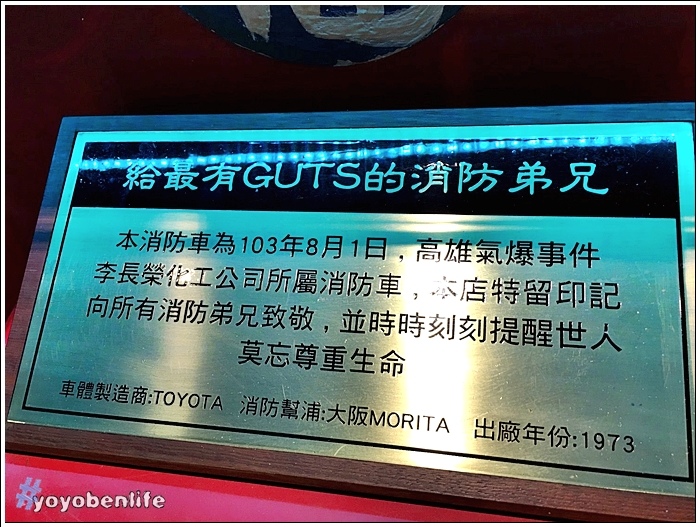 給最有GUTS的消防弟兄
本消防車為103年8月1日，高雄氣爆事件
李長榮化工公司所屬消防車，本店特留印記
向所有消防弟兄致敬，並時時刻刻提醒世人
莫忘尊重生命
車體製造商:TOYOTA 消防幫浦:大阪MORITA 出廠年份:1973
#yoyobenlife